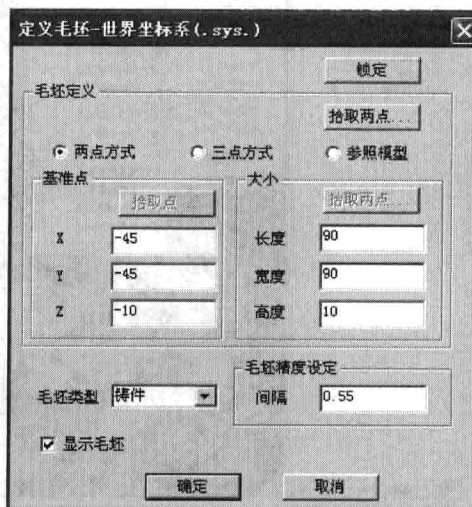 定义毛坯-世界坐标系(.sys.)
锁定
毛坯定义
拾取两点...
两点方式 三点方式 参照模型
基准点 大小
拾取点... 拾取两点...
X -45 长度 90
Y -45 宽度 90
Z -10 高度 10
毛坯精度设定
毛坯类型 铸件 间隔 0.55
显示毛坯
确定 取消